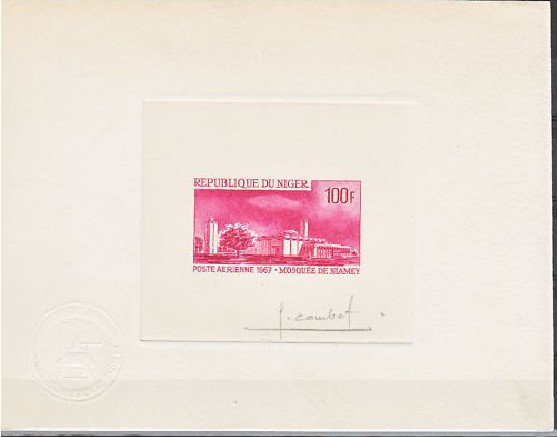 REPUBLIQUE DU NIGER
100F
POSTE AERIENNE 1967 - MOSQUÉE DE NIAMEY
J. Combet